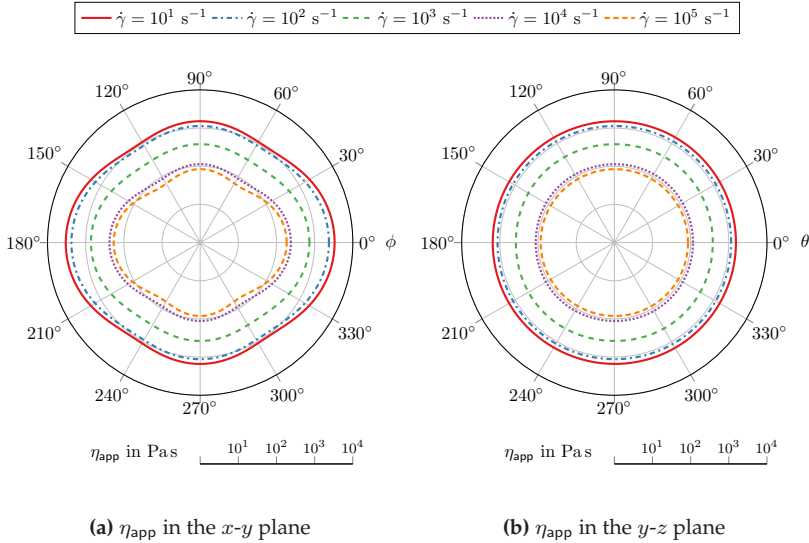 γ̇ = 10¹ s⁻¹ γ̇ = 10² s⁻¹ γ̇ = 10³ s⁻¹ γ̇ = 10⁴ s⁻¹ γ̇ = 10⁵ s⁻¹
90°
120° 60°
150° 30°
180° 0° ϕ
210° 330°
240° 300°
270°
η_app in Pa s 10¹ 10² 10³ 10⁴
(a) η_app in the x-y plane
90°
120° 60°
150° 30°
180° 0° θ
210° 330°
240° 300°
270°
η_app in Pa s 10¹ 10² 10³ 10⁴
(b) η_app in the y-z plane